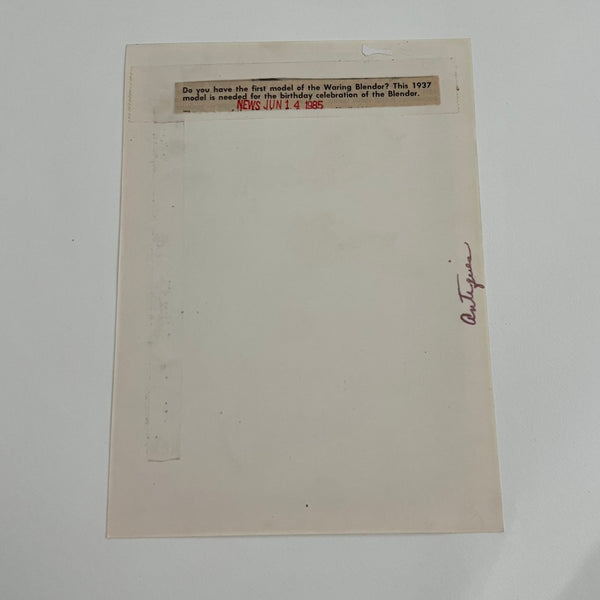 Do you have the first model of the Waring Blender? This 1937
model is needed for the birthday celebration of the Blendor.
NEWS JUN 14 1985
Antiques